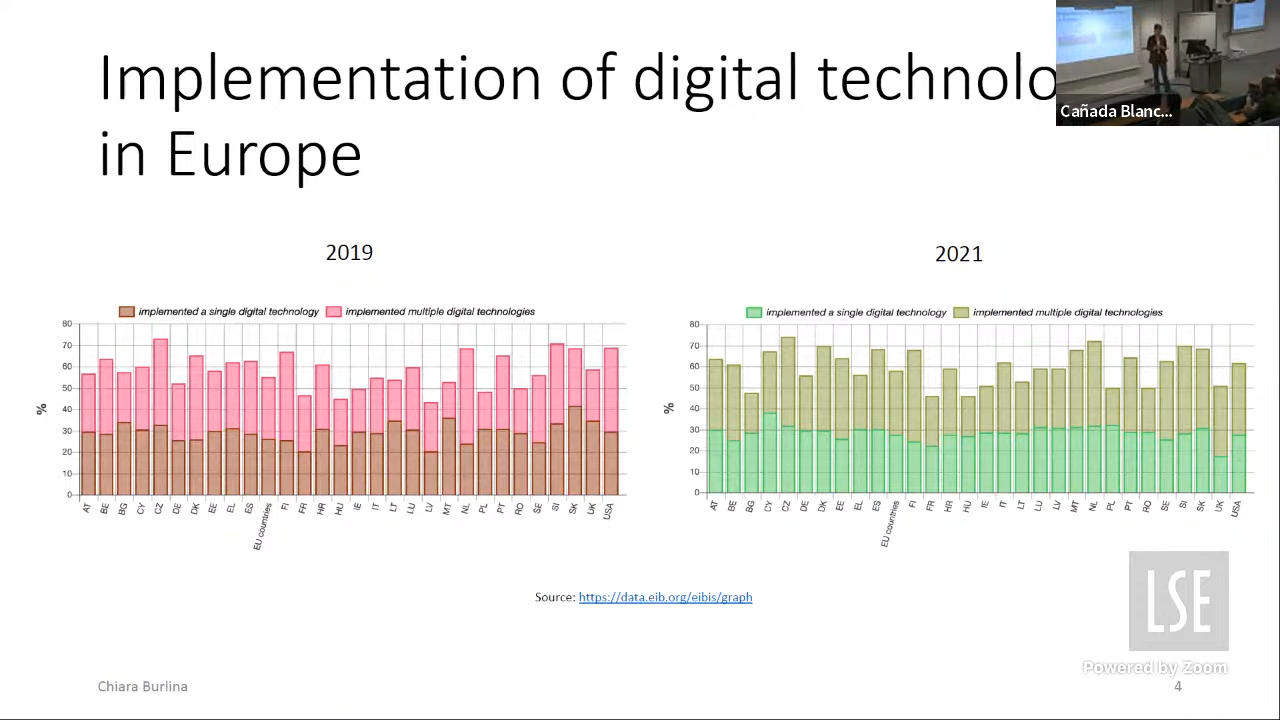 Implementation of digital technolo
in Europe
Cañada Blanc...
2019
2021
implemented a single digital technology implemented multiple digital technologies
80
70
60
50
40
30
20
10
0
%
AT BE BG CY CZ DE DK EE EL ES EU countries FI FR HR HU IE IT LT LU LV MT NL PL PT RO SE SI SK UK USA
implemented a single digital technology implemented multiple digital technologies
80
70
60
50
40
30
20
10
0
%
AT BE BG CY CZ DE DK EE EL ES EU countries FI FR HR HU IE IT LT LU LV MT NL PL PT RO SE SI SK UK USA
Source: https://data.eib.org/eibis/graph
LSE
Powered by Zoom
Chiara Burlina
4